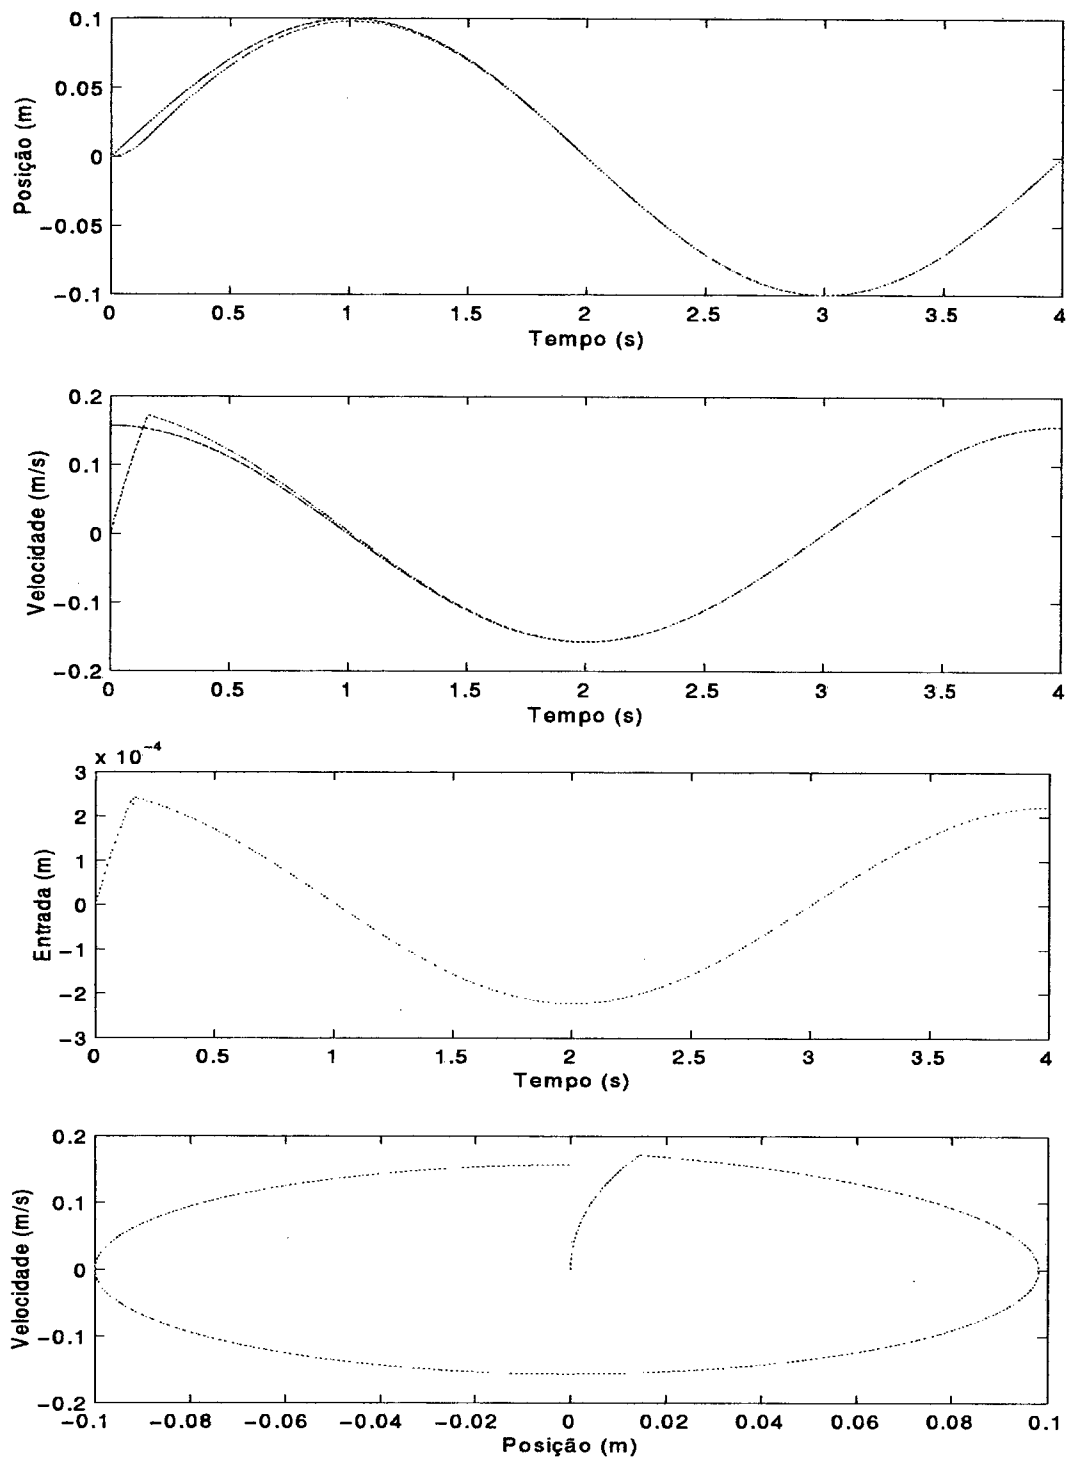 0.1
0.05
0
−0.05
−0.1
Posição (m)
0 0.5 1 1.5 2 2.5 3 3.5 4
Tempo (s)
0.2
0.1
0
−0.1
−0.2
Velocidade (m/s)
0 0.5 1 1.5 2 2.5 3 3.5 4
Tempo (s)
x 10⁻⁴
3
2
1
0
−1
−2
−3
Entrada (m)
0 0.5 1 1.5 2 2.5 3 3.5 4
Tempo (s)
0.2
0.1
0
−0.1
−0.2
Velocidade (m/s)
−0.1 −0.08 −0.06 −0.04 −0.02 0 0.02 0.04 0.06 0.08 0.1
Posição (m)